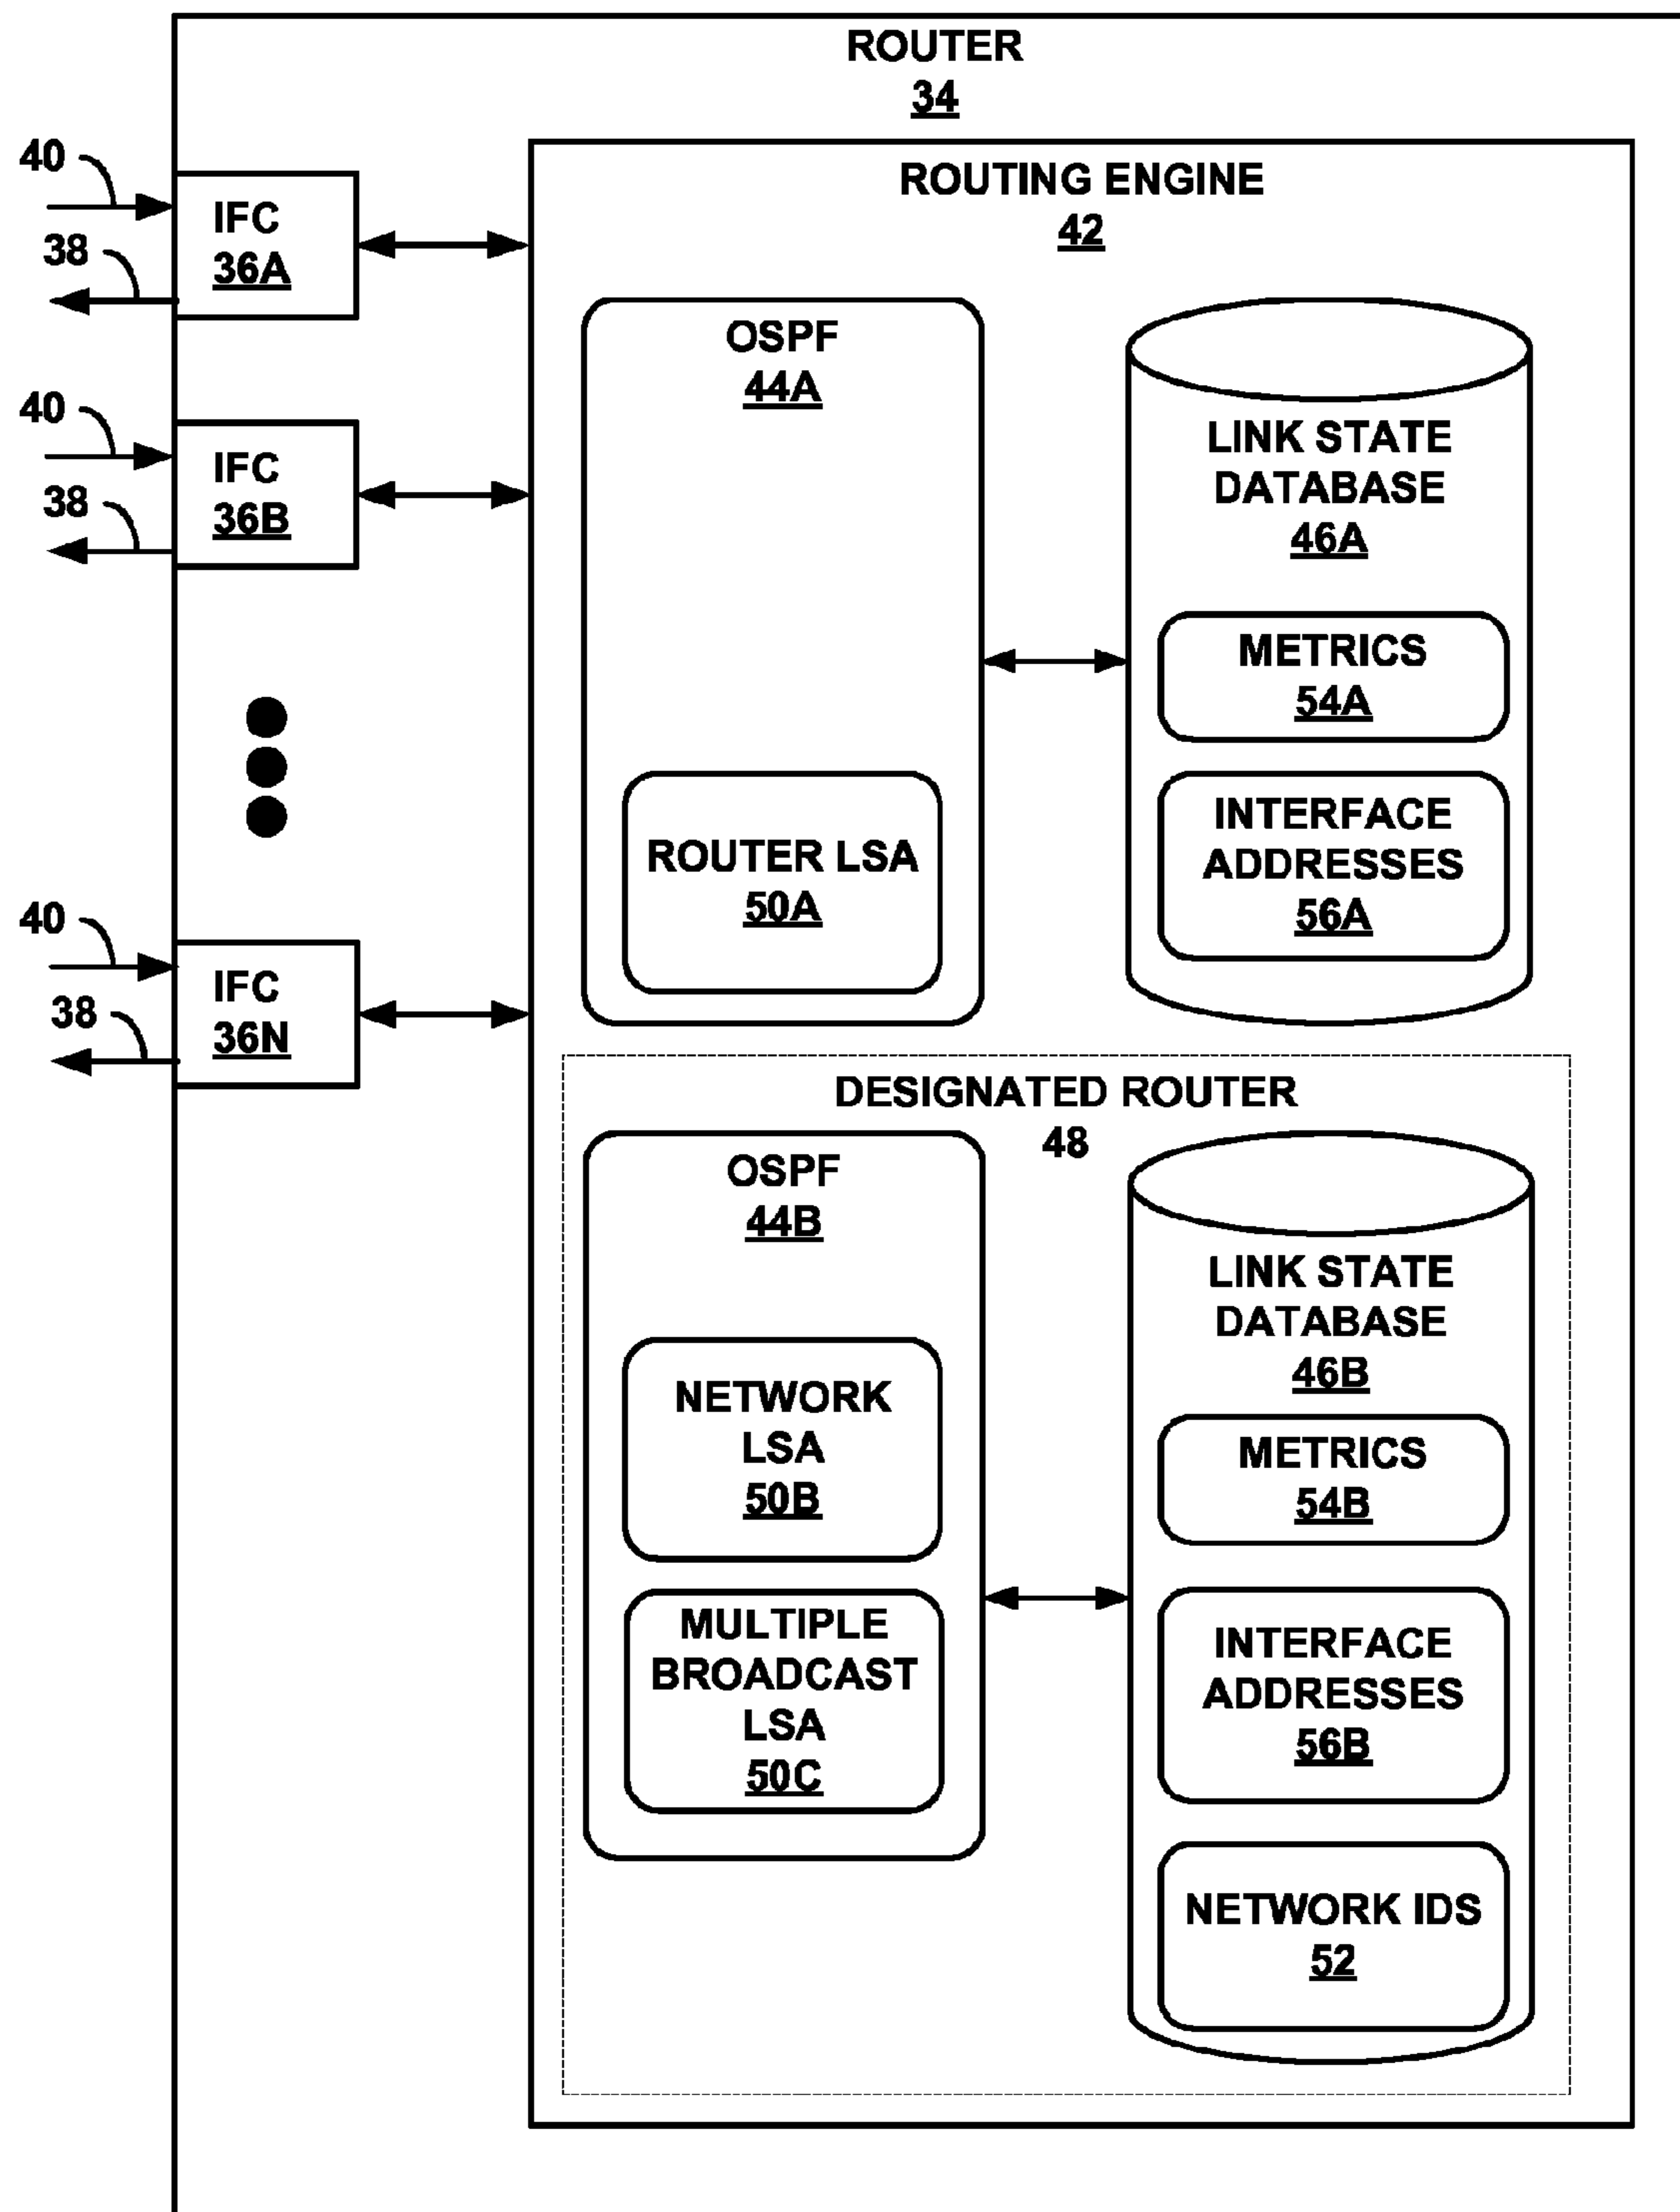 ROUTER
34
40
IFC
36A
38
40
IFC
36B
38
40
IFC
36N
38
ROUTING ENGINE
42
OSPF
44A
ROUTER LSA
50A
LINK STATE
DATABASE
46A
METRICS
54A
INTERFACE
ADDRESSES
56A
DESIGNATED ROUTER
48
OSPF
44B
NETWORK
LSA
50B
MULTIPLE
BROADCAST
LSA
50C
LINK STATE
DATABASE
46B
METRICS
54B
INTERFACE
ADDRESSES
56B
NETWORK IDS
52